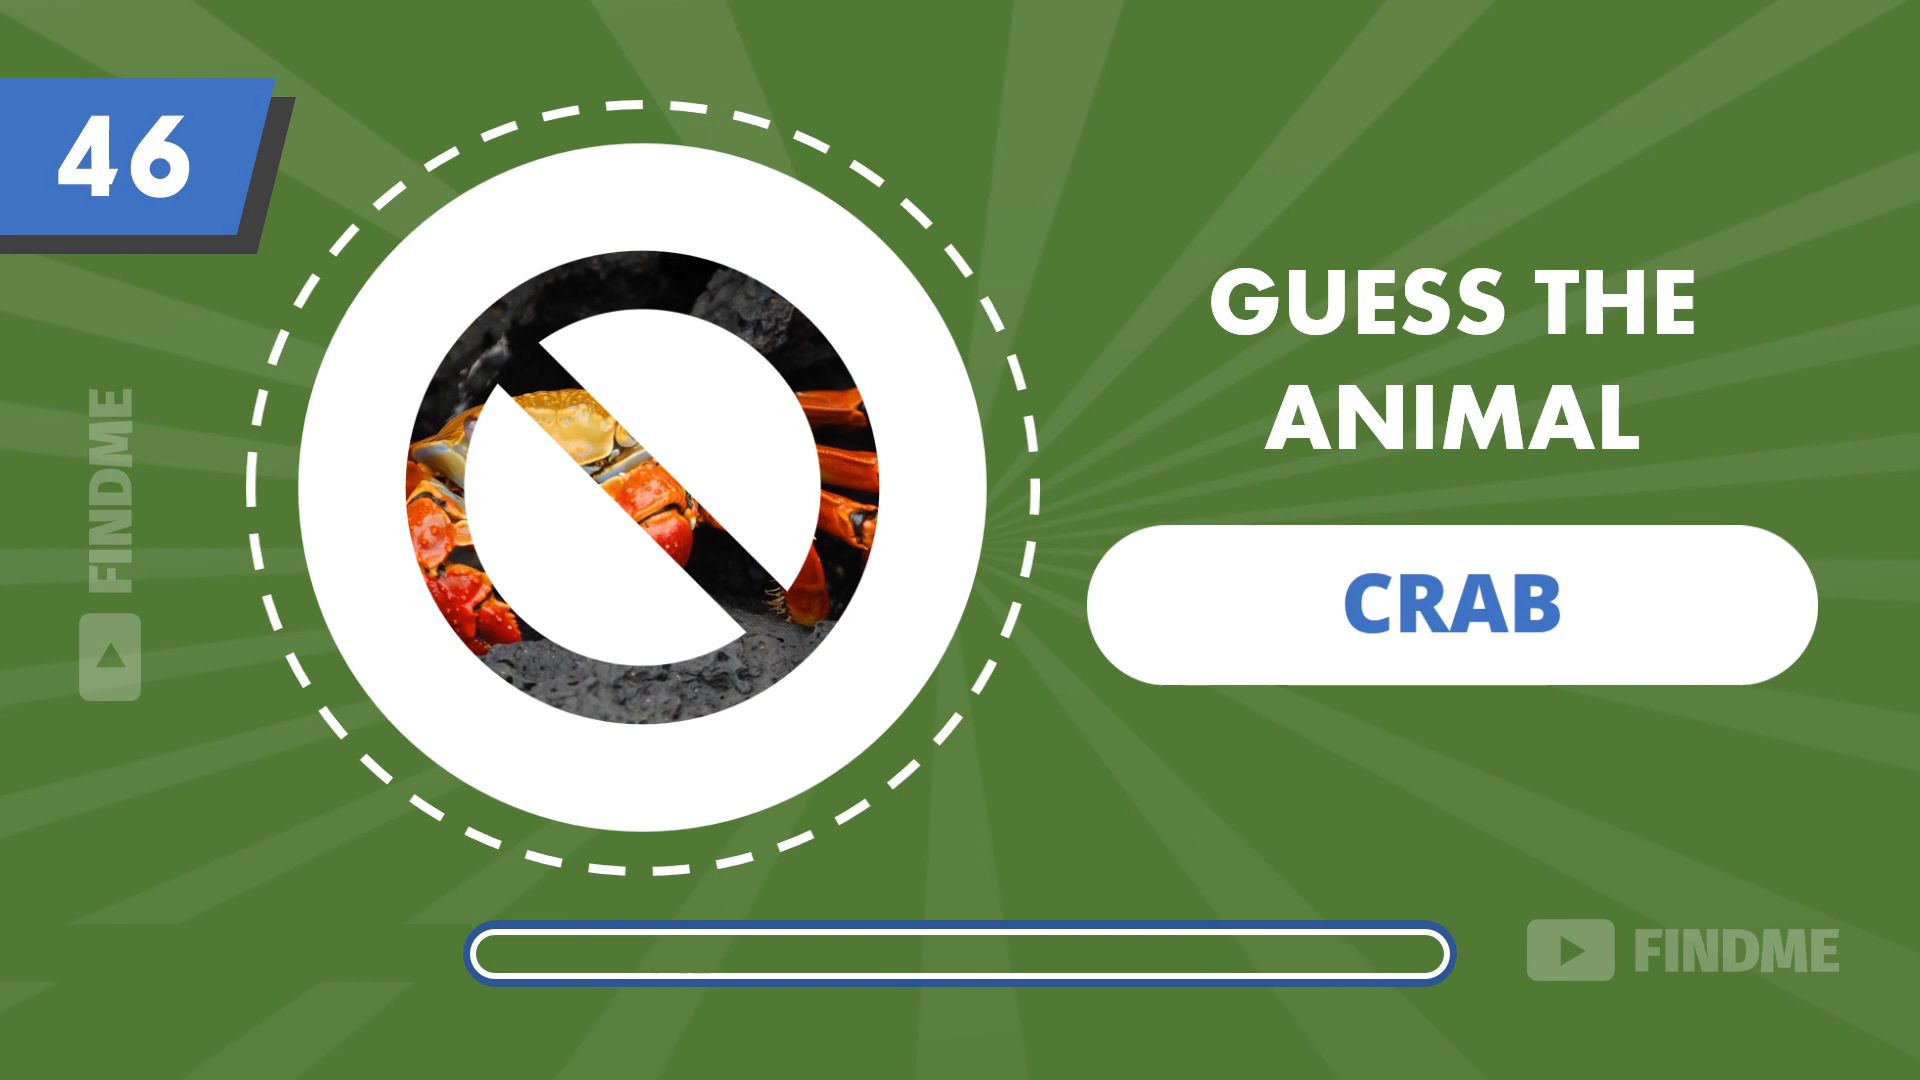 46
GUESS THE
ANIMAL
CRAB
FINDME
FINDME